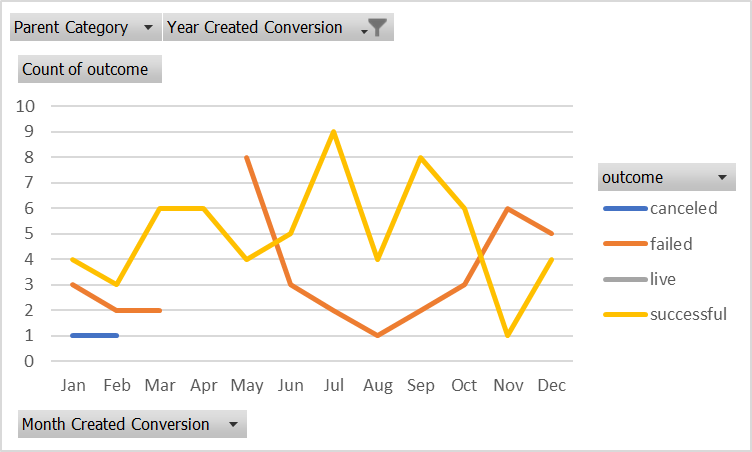 Parent Category Year Created Conversion
Count of outcome
10
9
8
7
6
5
4
3
2
1
0
Jan Feb Mar Apr May Jun Jul Aug Sep Oct Nov Dec
outcome
canceled
failed
live
successful
Month Created Conversion